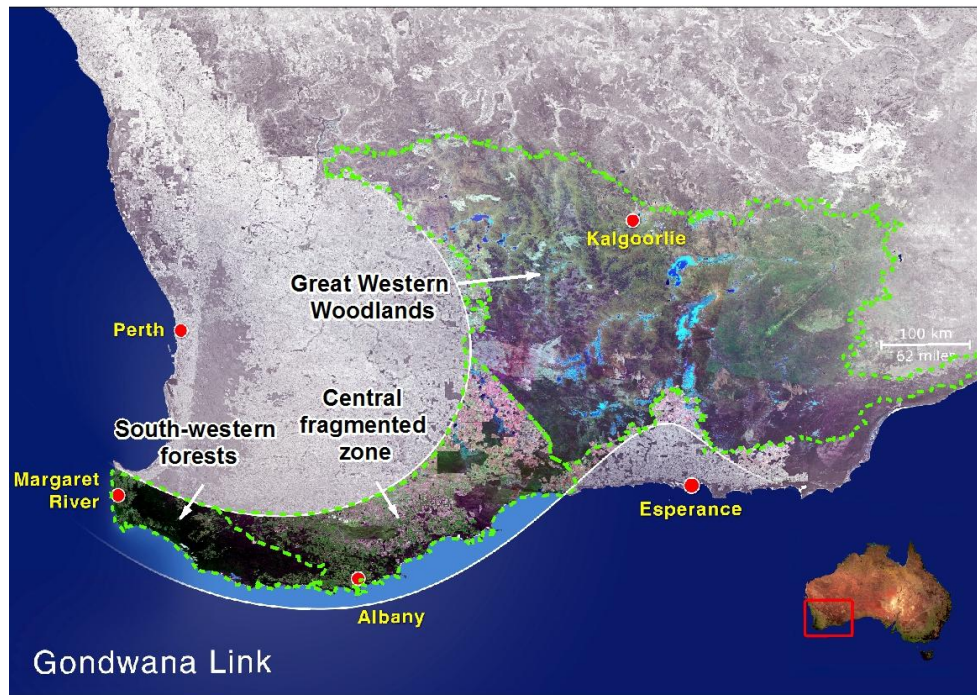 Kalgoorlie
Great Western
Woodlands
Perth
100 km
62 miles
Central
fragmented
zone
South-western
forests
Margaret
River
Esperance
Albany
Gondwana Link